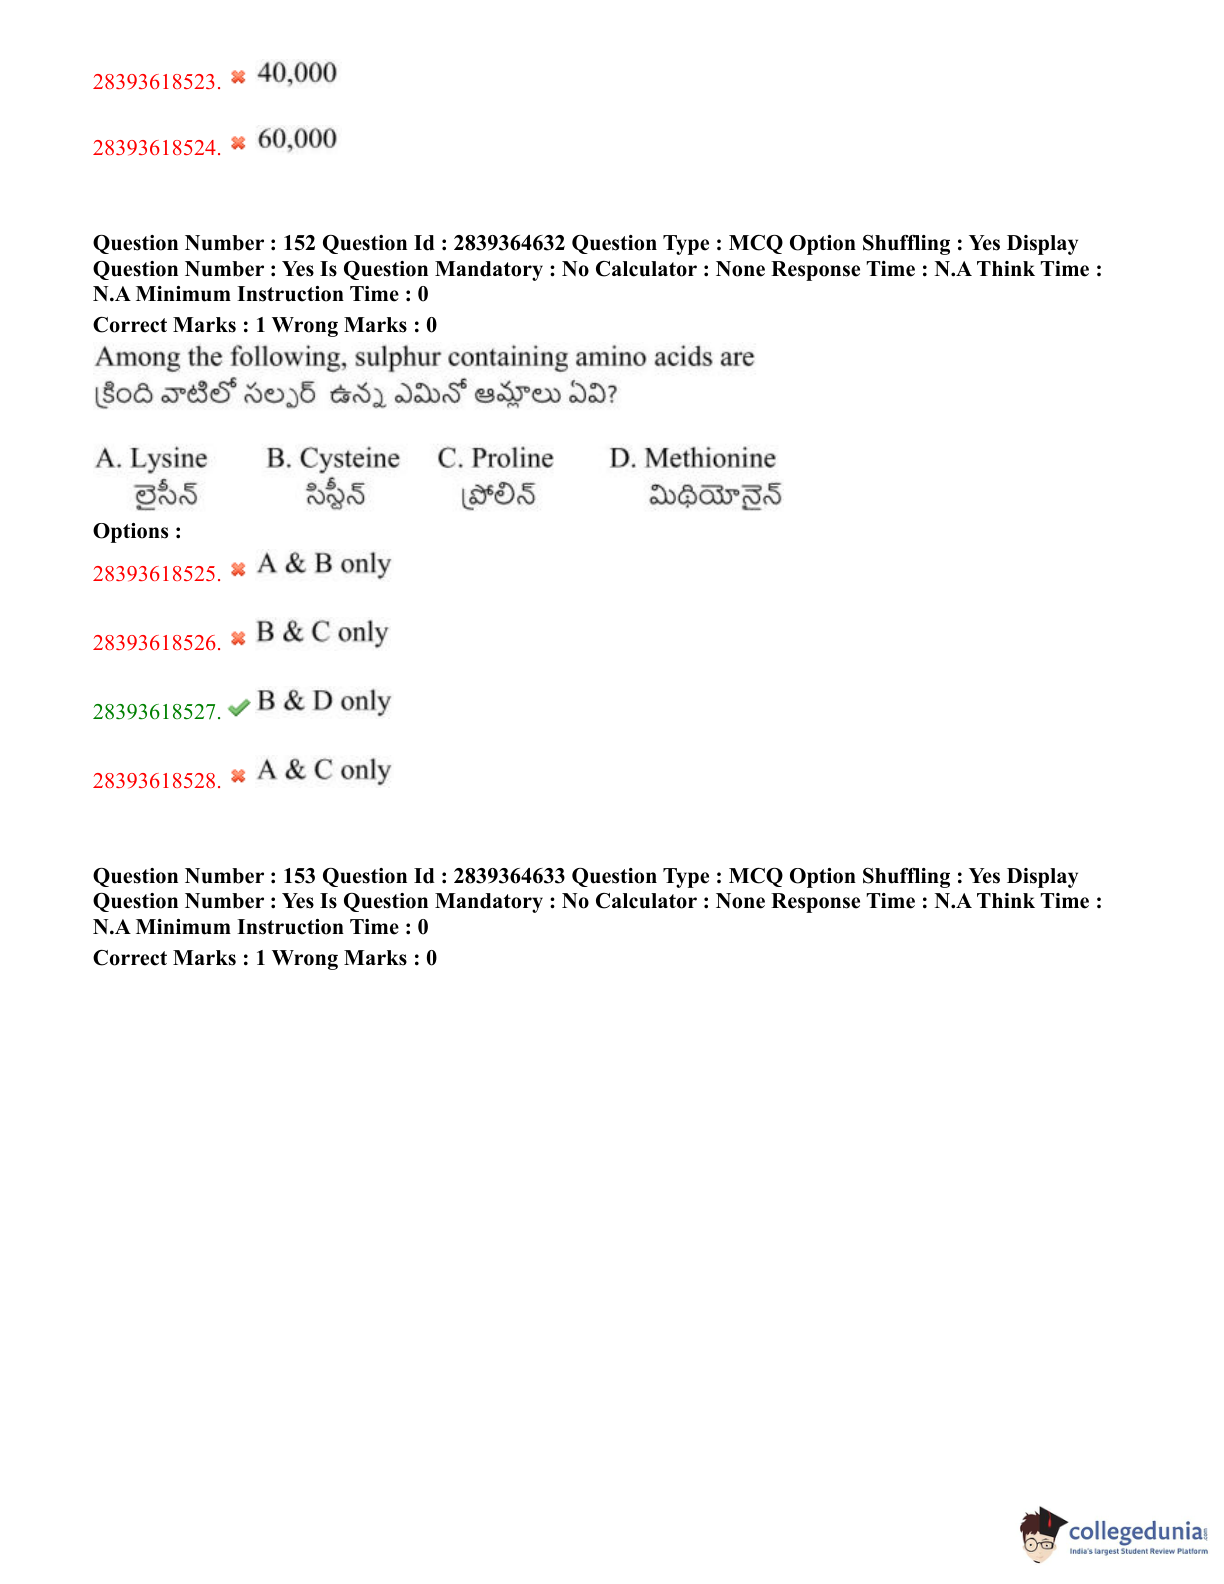 28393618523. 40,000
28393618524. 60,000
Question Number : 152 Question Id : 2839364632 Question Type : MCQ Option Shuffling : Yes Display
Question Number : Yes Is Question Mandatory : No Calculator : None Response Time : N.A Think Time :
N.A Minimum Instruction Time : 0
Correct Marks : 1 Wrong Marks : 0
Among the following, sulphur containing amino acids are
క్రింది వాటిలో సల్ఫర్ ఉన్న ఎమినో ఆమ్లాలు ఏవి?
A. Lysine B. Cysteine C. Proline D. Methionine
లైసీన్ సిస్టీన్ ప్రోలిన్ మిథియోనైన్
Options :
28393618525. A & B only
28393618526. B & C only
28393618527. B & D only
28393618528. A & C only
Question Number : 153 Question Id : 2839364633 Question Type : MCQ Option Shuffling : Yes Display
Question Number : Yes Is Question Mandatory : No Calculator : None Response Time : N.A Think Time :
N.A Minimum Instruction Time : 0
Correct Marks : 1 Wrong Marks : 0
collegedunia.com
India's largest Student Review Platform